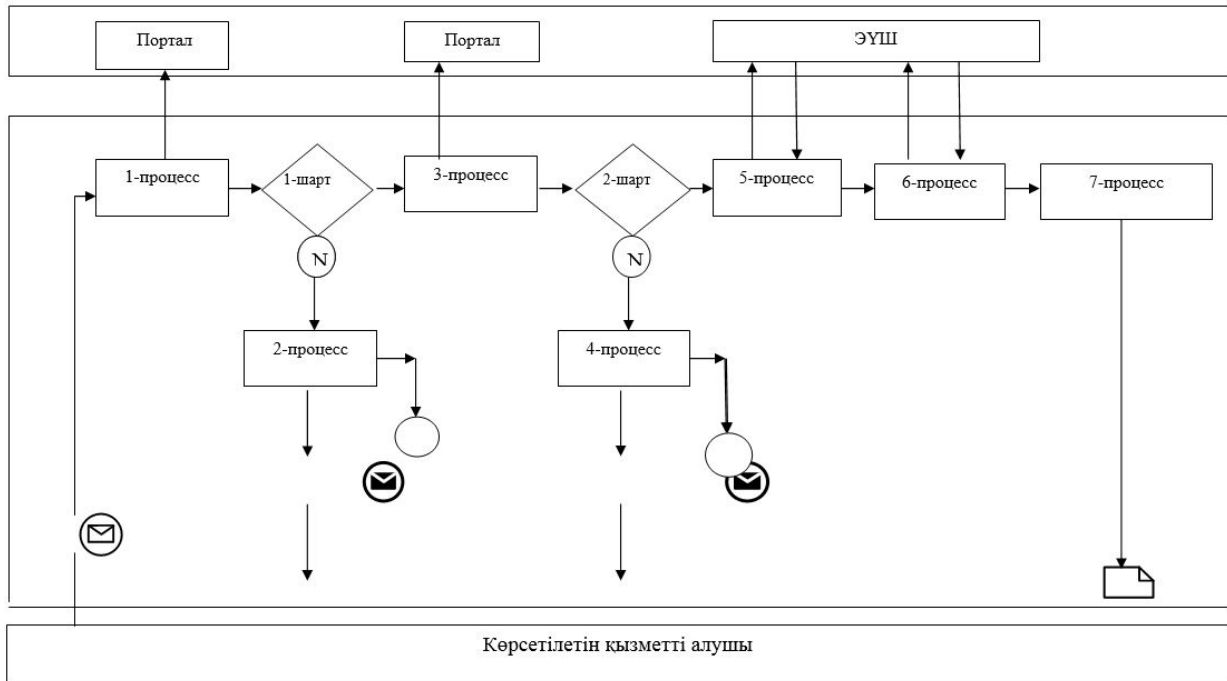 Портал
Портал
ЭҮШ
1-процесс
1-шарт
3-процесс
2-шарт
5-процесс
6-процесс
7-процесс
N
N
2-процесс
4-процесс
Көрсетілетін қызметті алушы